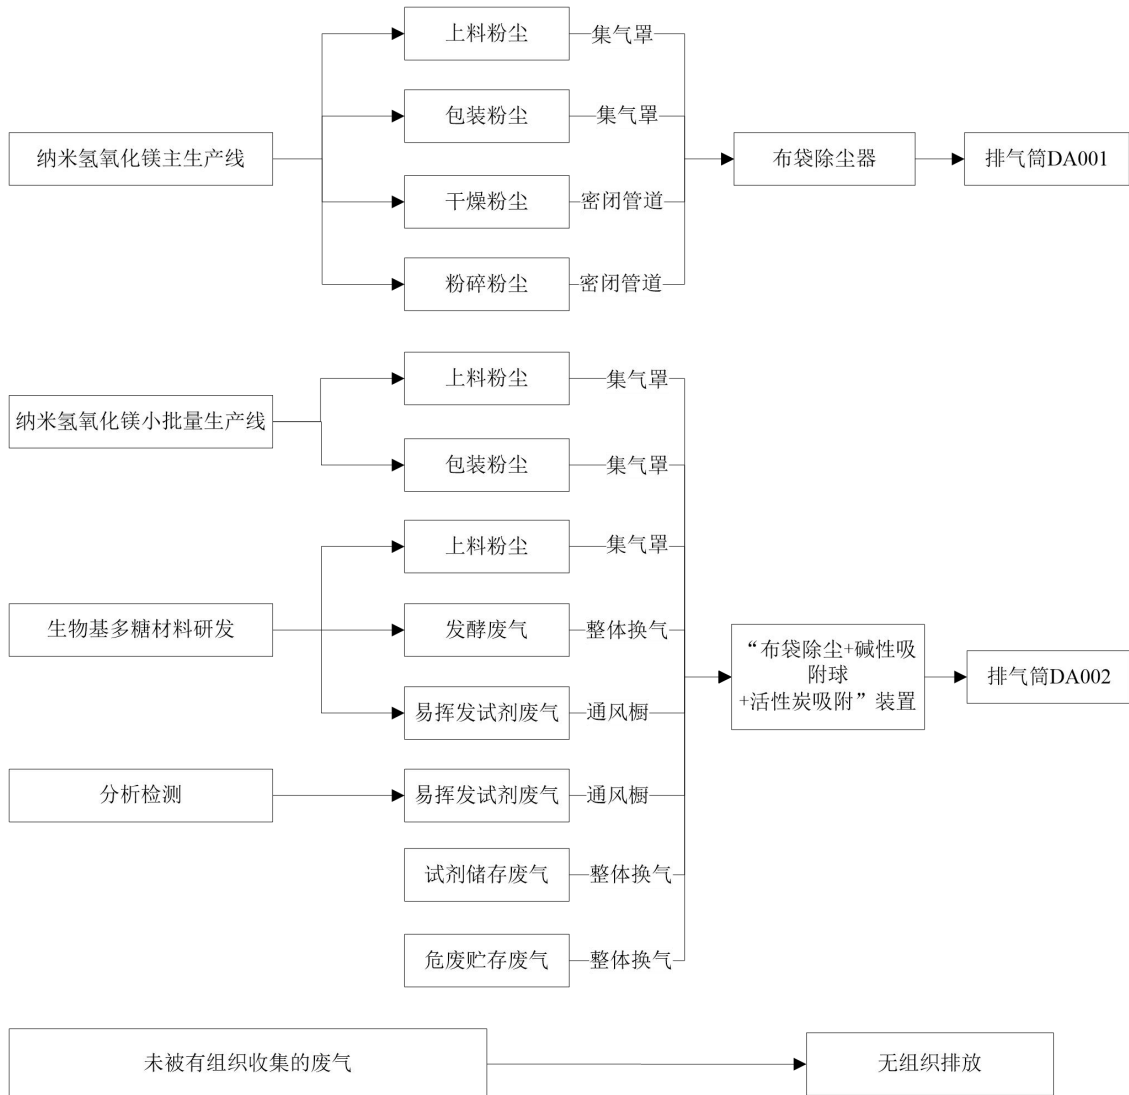 上料粉尘
集气罩
包装粉尘
集气罩
纳米氢氧化镁主生产线
布袋除尘器
排气筒DA001
干燥粉尘
密闭管道
粉碎粉尘
密闭管道
上料粉尘
集气罩
纳米氢氧化镁小批量生产线
包装粉尘
集气罩
上料粉尘
集气罩
生物基多糖材料研发
发酵废气
整体换气
“布袋除尘+碱性吸
附球
+活性炭吸附”装置
排气筒DA002
易挥发试剂废气
通风橱
分析检测
易挥发试剂废气
通风橱
试剂储存废气
整体换气
危废贮存废气
整体换气
未被有组织收集的废气
无组织排放